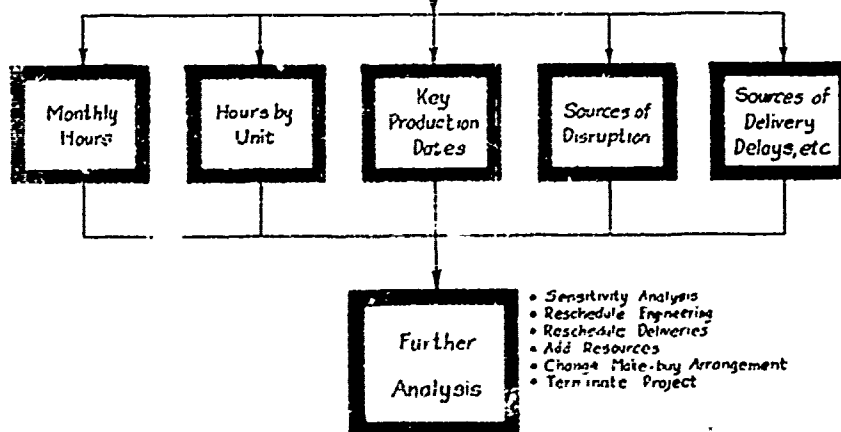 Monthly
Hours
Hours by
Unit
Key
Production
Dates
Sources of
Disruption
Sources of
Delivery
Delays, etc
Further
Analysis
• Sensitivity Analysis
• Reschedule Engineering
• Reschedule Deliveries
• Add Resources
• Change Make-buy Arrangement
• Terminate Project